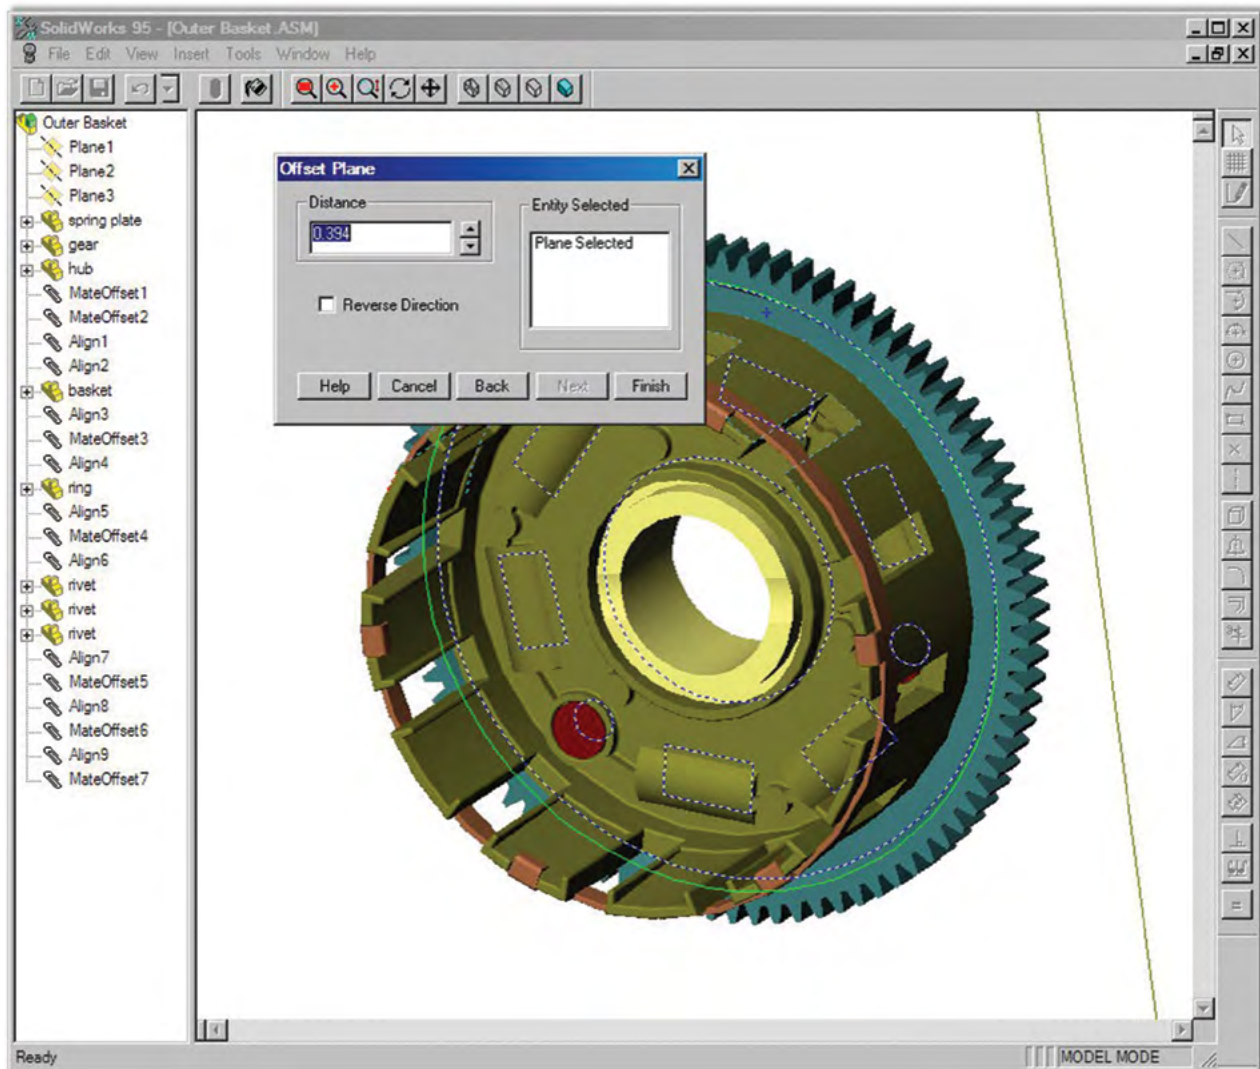 SolidWorks 95 - [Outer Basket.ASM]
File Edit View Insert Tools Window Help
Outer Basket
Plane1
Plane2
Plane3
spring plate
gear
hub
MateOffset1
MateOffset2
Align1
Align2
basket
Align3
MateOffset3
Align4
ring
Align5
MateOffset4
Align6
rivet
rivet
rivet
Align7
MateOffset5
Align8
MateOffset6
Align9
MateOffset7
Offset Plane
Distance
0.394
Reverse Direction
Entity Selected
Plane Selected
Help Cancel Back Next Finish
Ready
MODEL MODE